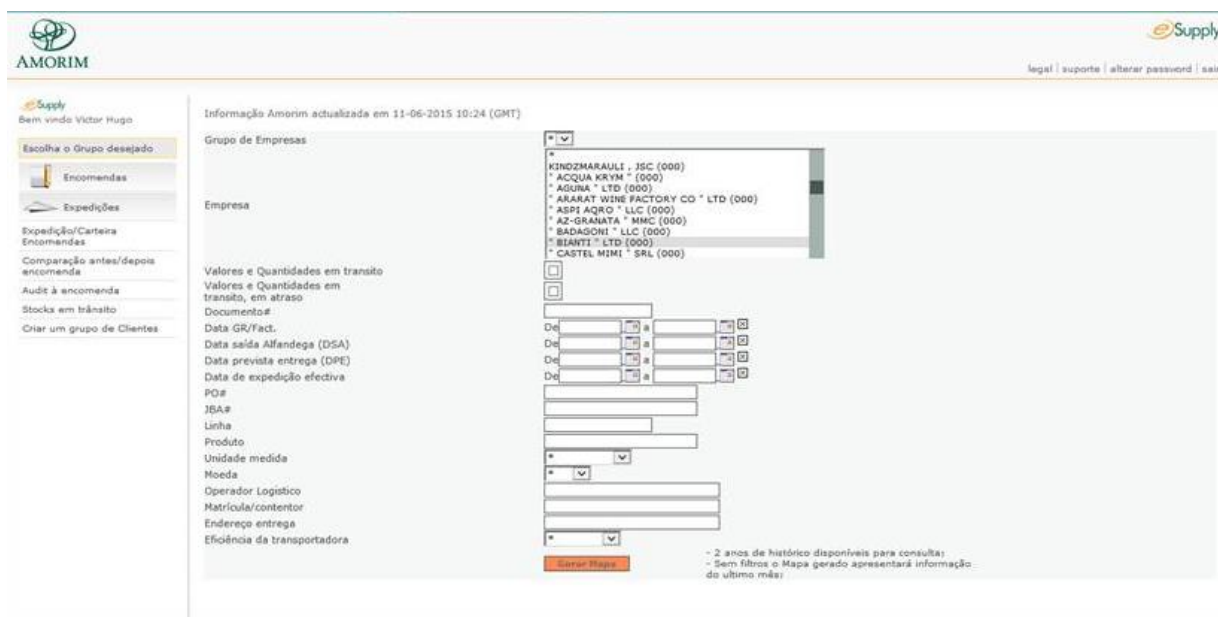 AMORIM
eSupply
legal | suporte | alterar password | sair
eSupply
Bem vindo Victor Hugo
Escolha o Grupo desejado
Encomendas
Expedições
Expedição/Carteira
Encomendas
Comparação antes/depois
encomenda
Audit à encomenda
Stocks em trânsito
Criar um grupo de Clientes
Informação Amorim actualizada em 11-06-2015 10:24 (GMT)
Grupo de Empresas *
Empresa
*
KINDZMARAULI , JSC (000)
" ACQUA KRYM " (000)
" AGUNA " LTD (000)
" ARARAT WINE FACTORY CO " LTD (000)
" ASPI AQRO " LLC (000)
" AZ-GRANATA " MMC (000)
" BADAGONI " LLC (000)
" BIANTI " LTD (000)
" CASTEL MIMI " SRL (000)
Valores e Quantidades em transito
Valores e Quantidades em
transito, em atraso
Documento#
Data GR/Fact. De a
Data saída Alfandega (DSA) De a
Data prevista entrega (DPE) De a
Data de expedição efectiva De a
PO#
JBA#
Linha
Produto
Unidade medida *
Moeda *
Operador Logistico
Matrícula/contentor
Endereço entrega
Eficiência da transportadora *
Gerar Mapa
- 2 anos de histórico disponíveis para consulta;
- Sem filtros o Mapa gerado apresentará informação
do ultimo mês;